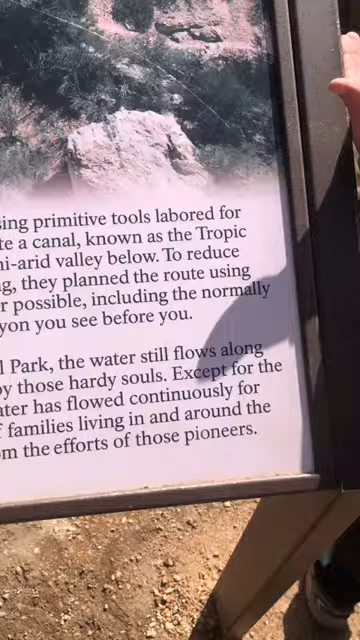 sing primitive tools labored for
te a canal, known as the Tropic
ni-arid valley below. To reduce
g, they planned the route using
r possible, including the normally
yon you see before you.
l Park, the water still flows along
by those hardy souls. Except for the
ater has flowed continuously for
f families living in and around the
om the efforts of those pioneers.